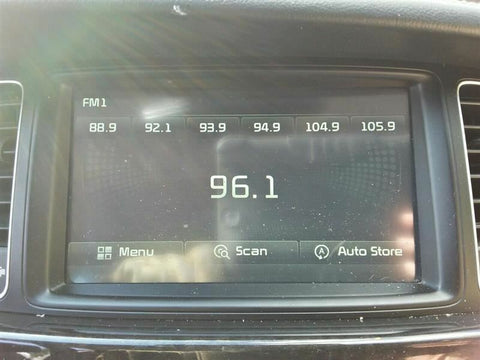 FM1
88.9 92.1 93.9 94.9 104.9 105.9
96.1
Menu Scan Auto Store